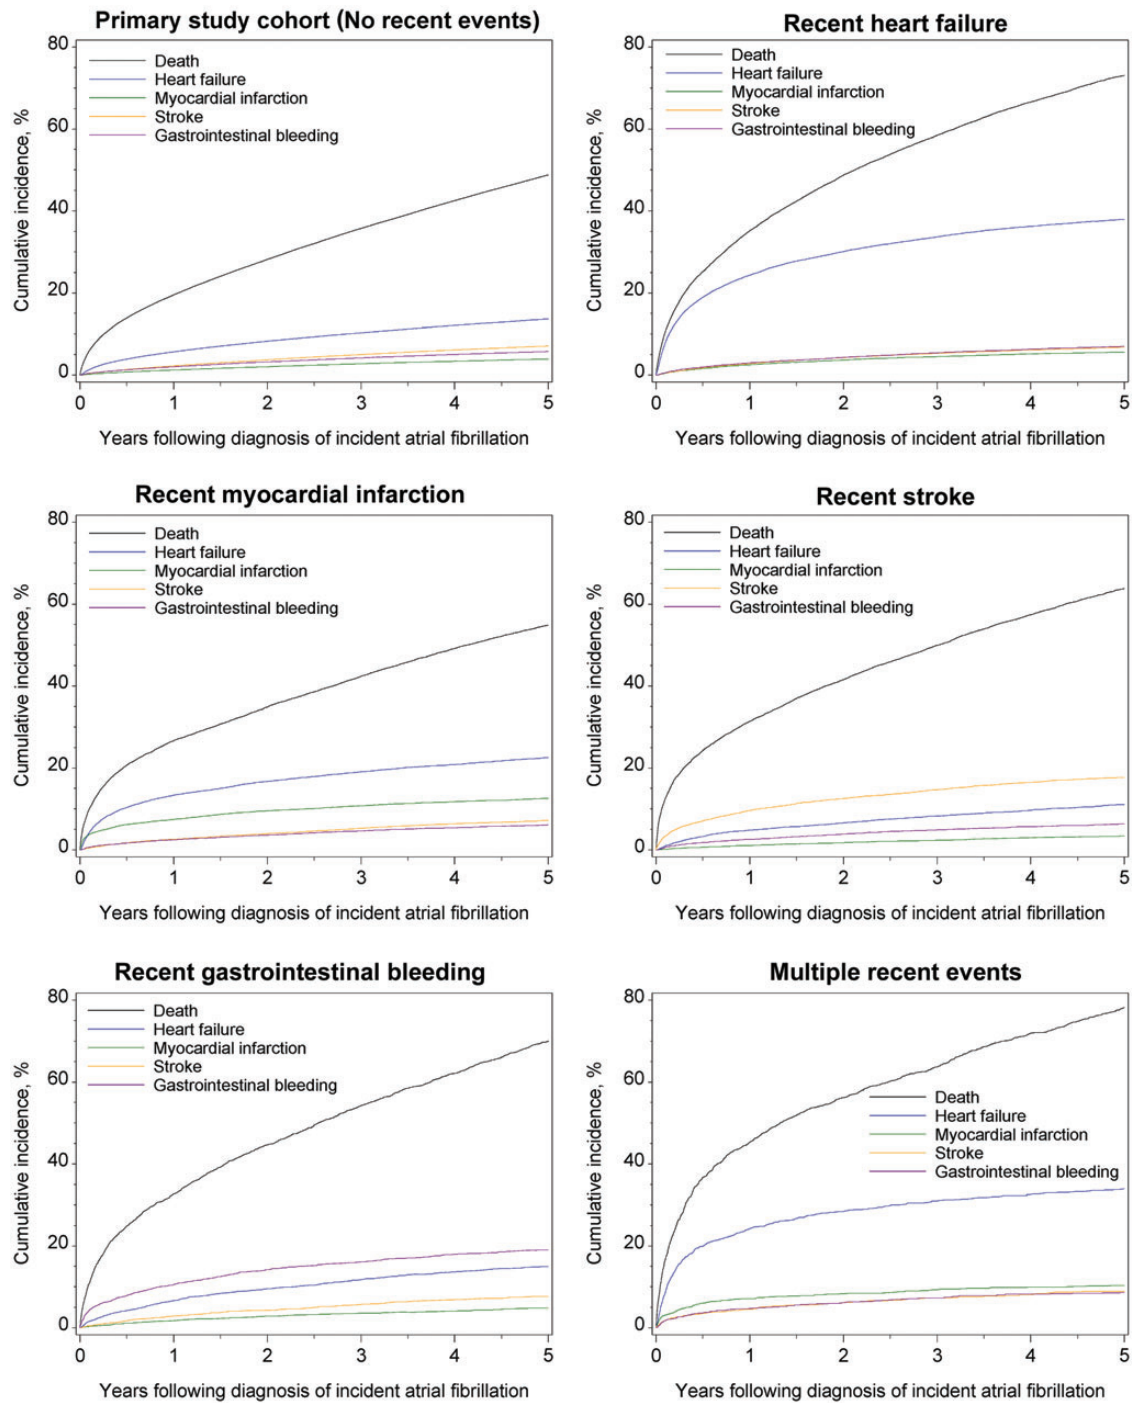 Primary study cohort (No recent events)
80
60
40
20
0
Cumulative incidence, %
Death
Heart failure
Myocardial infarction
Stroke
Gastrointestinal bleeding
0 1 2 3 4 5
Years following diagnosis of incident atrial fibrillation
Recent heart failure
80
60
40
20
0
Cumulative incidence, %
Death
Heart failure
Myocardial infarction
Stroke
Gastrointestinal bleeding
0 1 2 3 4 5
Years following diagnosis of incident atrial fibrillation
Recent myocardial infarction
80
60
40
20
0
Cumulative incidence, %
Death
Heart failure
Myocardial infarction
Stroke
Gastrointestinal bleeding
0 1 2 3 4 5
Years following diagnosis of incident atrial fibrillation
Recent stroke
80
60
40
20
0
Cumulative incidence, %
Death
Heart failure
Myocardial infarction
Stroke
Gastrointestinal bleeding
0 1 2 3 4 5
Years following diagnosis of incident atrial fibrillation
Recent gastrointestinal bleeding
80
60
40
20
0
Cumulative incidence, %
Death
Heart failure
Myocardial infarction
Stroke
Gastrointestinal bleeding
0 1 2 3 4 5
Years following diagnosis of incident atrial fibrillation
Multiple recent events
80
60
40
20
0
Cumulative incidence, %
Death
Heart failure
Myocardial infarction
Stroke
Gastrointestinal bleeding
0 1 2 3 4 5
Years following diagnosis of incident atrial fibrillation